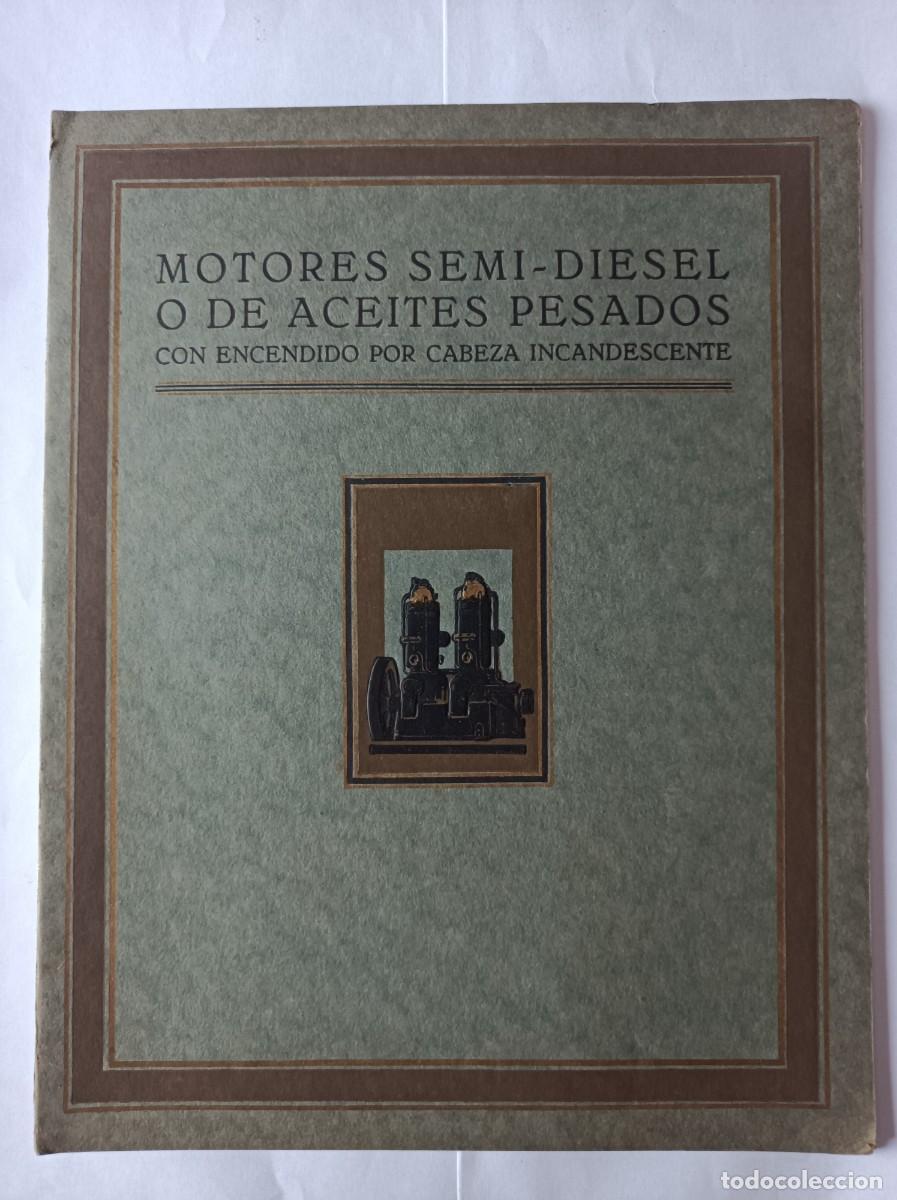 MOTORES SEMI-DIESEL
O DE ACEITES PESADOS
CON ENCENDIDO POR CABEZA INCANDESCENTE
todocoleccion